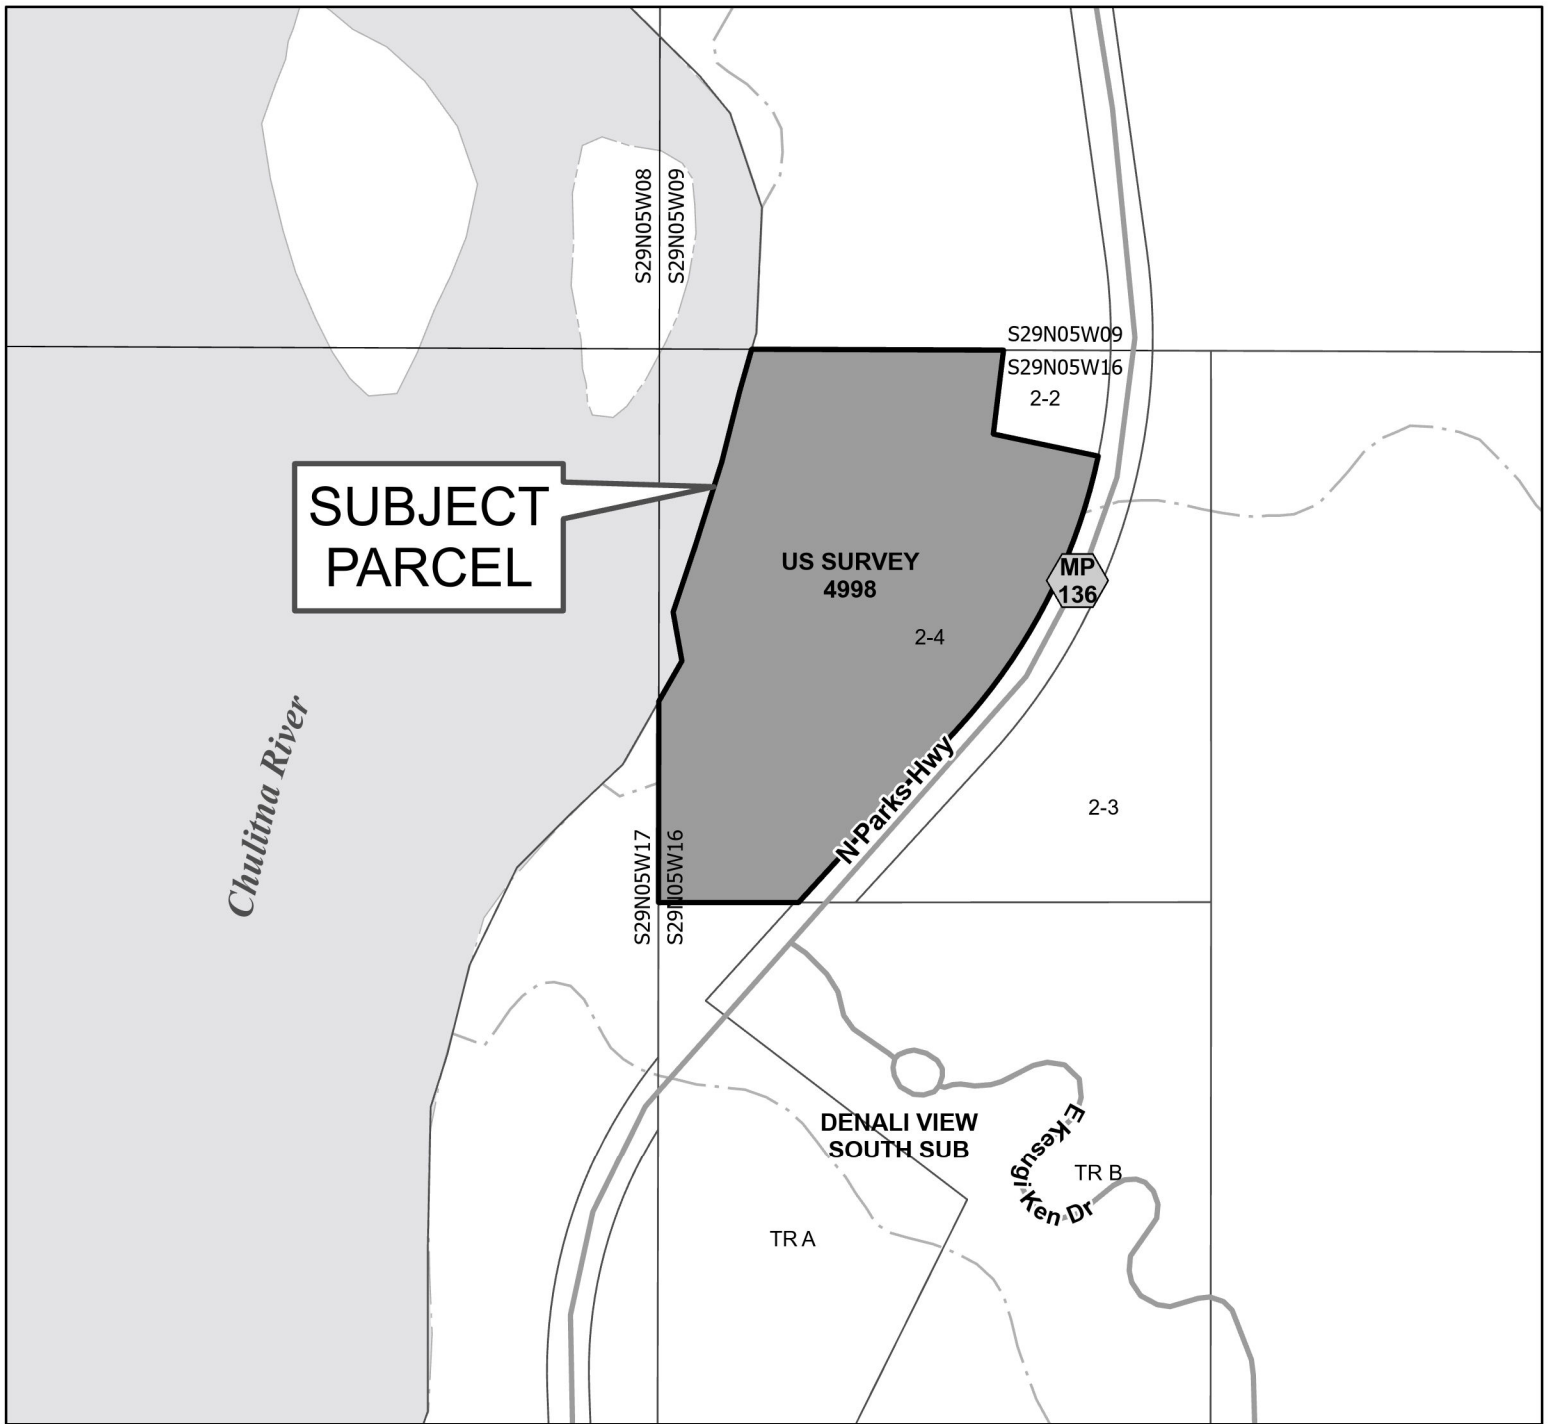 S29N05W08
S29N05W09
S29N05W09
S29N05W16
2-2
SUBJECT
PARCEL
US SURVEY
4998
MP
136
2-4
Chulitna River
N Parks Hwy
2-3
S29N05W17
S29N05W16
DENALI VIEW
SOUTH SUB
E Kesugi Ken Dr
TR B
TR A